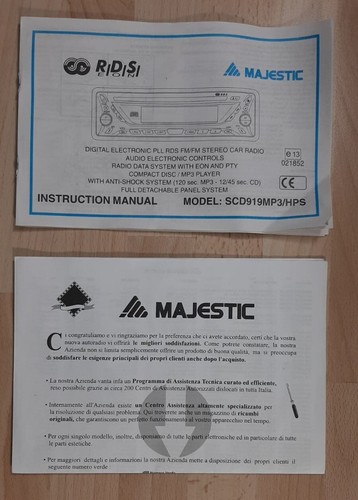 R/D/S/
EON
MAJESTIC
DIGITAL ELECTRONIC PLL RDS FM/FM STEREO CAR RADIO
AUDIO ELECTRONIC CONTROLS
RADIO DATA SYSTEM WITH EON AND PTY
COMPACT DISC / MP3 PLAYER
WITH ANTI-SHOCK SYSTEM (120 sec. MP3 - 12/45 sec. CD)
FULL DETACHABLE PANEL SYSTEM
e13
021852
CE
INSTRUCTION MANUAL MODEL: SCD919MP3/HPS
MAJESTIC
Ci congratuliamo e vi ringraziamo per la preferenza che ci avete accordato, certi che la vostra
nuova autoradio vi offrirà le migliori soddisfazioni. Come potrete constatare, la nostra
Azienda non si limita semplicemente offrire un prodotto di buona qualità, ma si preoccupa
di soddisfare le esigenze principali dei propri clienti anche dopo l'acquisto.
• La nostra Azienda vanta infatti un Programma di Assistenza Tecnica curato ed efficiente,
reso possibile grazie ai circa 200 Centri di Assistenza Autorizzati dislocati in tutta Italia.
• Internamente all'Azienda esiste un Centro Assistenza altamente specializzato per
la risoluzione di qualsiasi problema. Qui troverete anche un magazzino di ricambi
originali, che garantiscono un perfetto funzionamento al vostro apparecchio nel tempo.
• Per ogni singolo modello, inoltre, disponiamo di tutte le parti elettroniche ed in particolare di tutte
le parti estetiche.
• Per maggiori dettagli e informazioni la nostra Azienda mette a disposizione dei propri clienti il
seguente numero verde